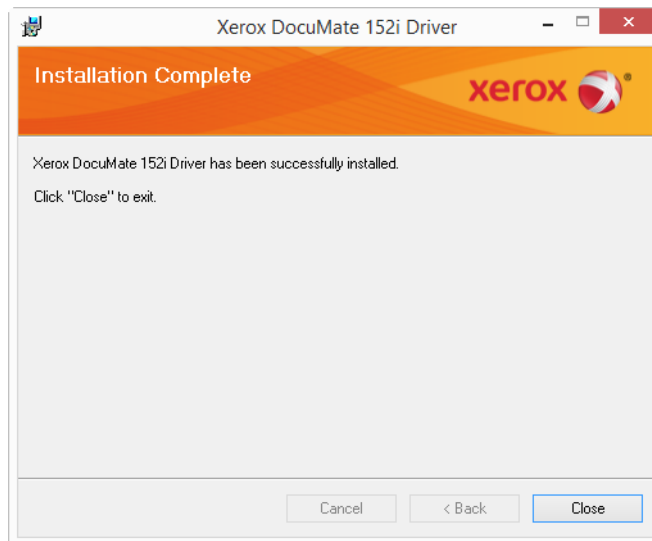 Xerox DocuMate 152i Driver
Installation Complete
xerox
Xerox DocuMate 152i Driver has been successfully installed.
Click "Close" to exit.
Cancel
< Back
Close